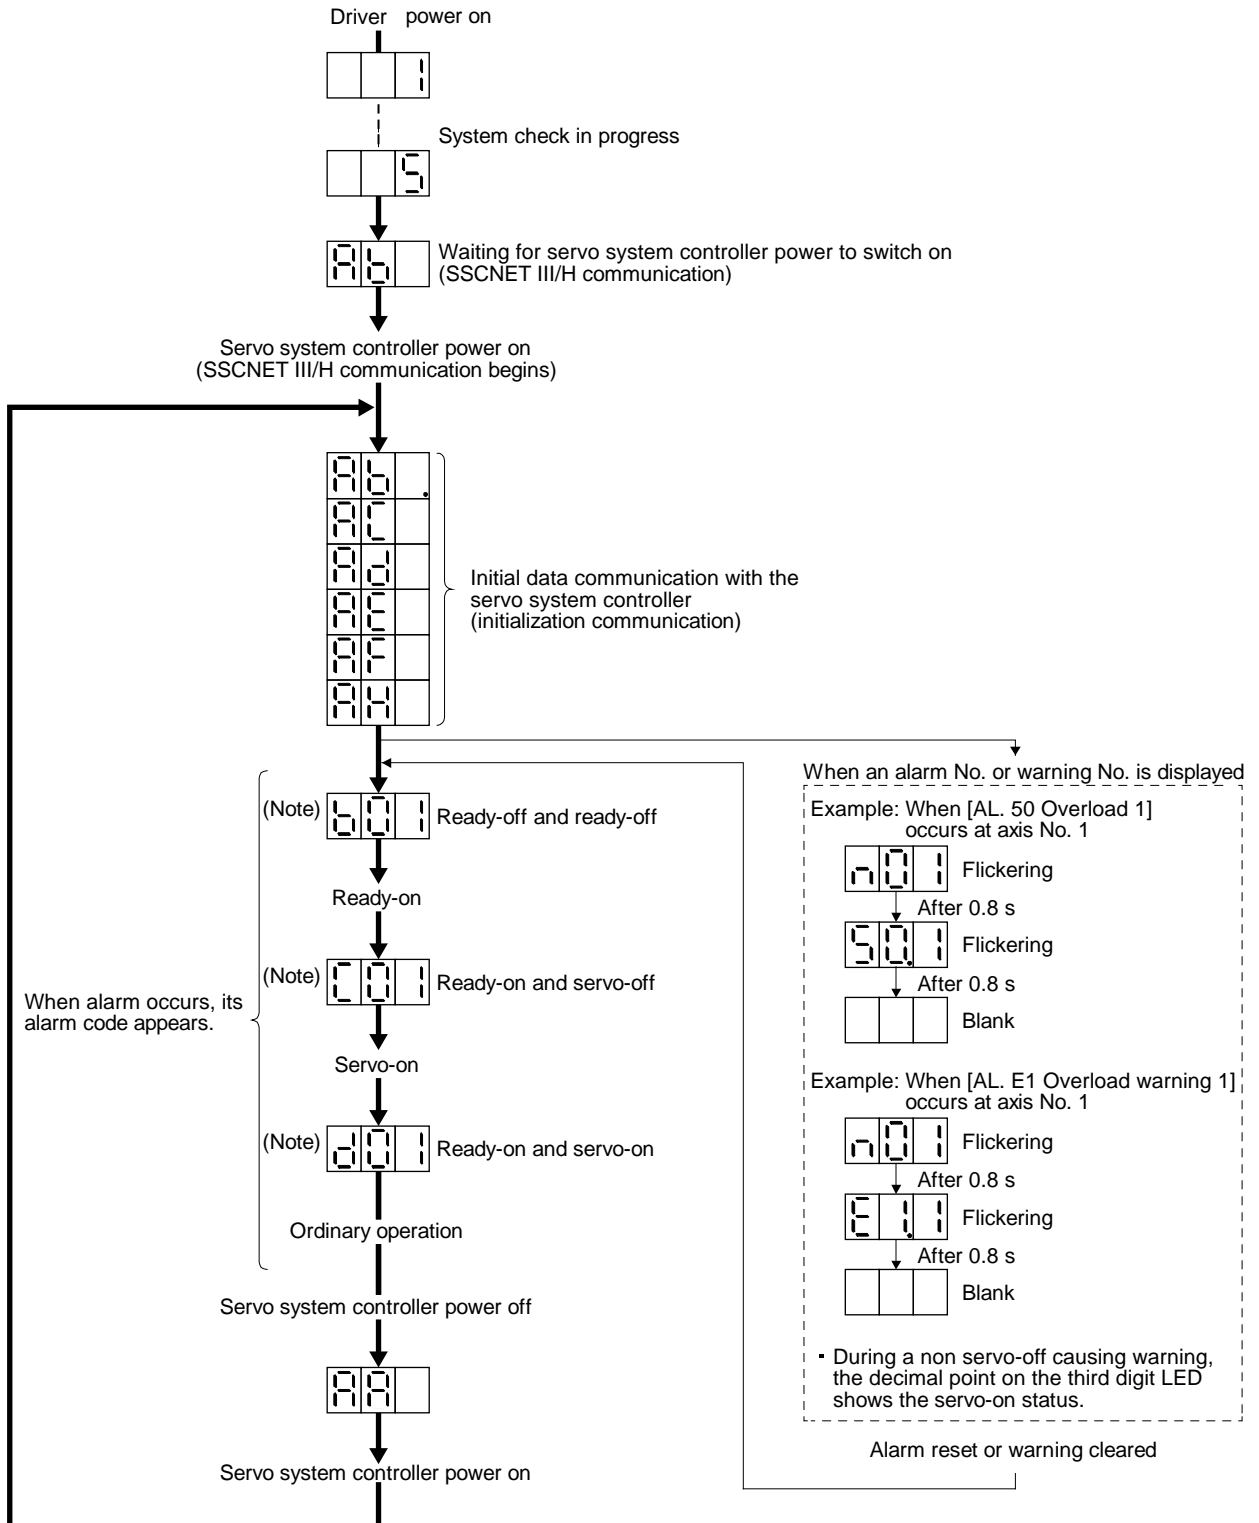 Driver power on
1
System check in progress
5
Ab
Waiting for servo system controller power to switch on
(SSCNET III/H communication)
Servo system controller power on
(SSCNET III/H communication begins)
Ab .
AC
Ad
AE
AF
AH
Initial data communication with the
servo system controller
(initialization communication)
When alarm occurs, its
alarm code appears.
(Note) b01 Ready-off and ready-off
Ready-on
(Note) C01 Ready-on and servo-off
Servo-on
(Note) d01 Ready-on and servo-on
Ordinary operation
Servo system controller power off
AA
Servo system controller power on
When an alarm No. or warning No. is displayed
Example: When [AL. 50 Overload 1]
occurs at axis No. 1
n01 Flickering
After 0.8 s
50.1 Flickering
After 0.8 s
Blank
Example: When [AL. E1 Overload warning 1]
occurs at axis No. 1
n01 Flickering
After 0.8 s
E1.1 Flickering
After 0.8 s
Blank
During a non servo-off causing warning,
the decimal point on the third digit LED
shows the servo-on status.
Alarm reset or warning cleared